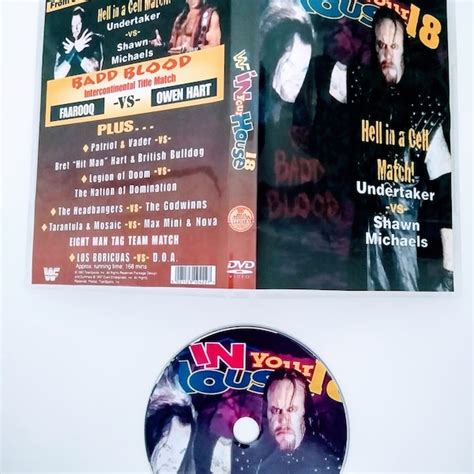 From
Hell in a Cell Match!
Undertaker
-vs-
Shawn
Michaels
BADD BLOOD
Intercontinental Title Match
FAAROOQ -VS- OWEN HART
PLUS...
Patriot & Vader -vs-
Bret "Hit Man" Hart & British Bulldog
Legion of Doom -vs-
The Nation of Domination
The Headbangers -vs- The Godwinns
Tarantula & Mosaic -vs- Max Mini & Nova
EIGHT MAN TAG TEAM MATCH
LOS BORICUAS -VS- D.O.A.
Approx. running time: 168 mins
DVD
VIDEO
IN Your House 18
Your 18
House
BADD
BLOOD
Hell in a Cell
Match!
Undertaker
-vs-
Shawn
Michaels
IN your 18
House